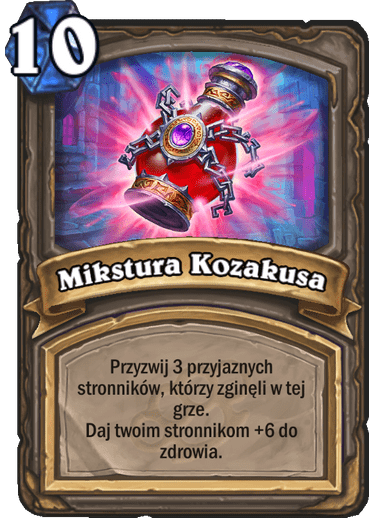 10
Mikstura Kozakusa
Przyzwij 3 przyjaznych
stronników, którzy zginęli w tej
grze.
Daj twoim stronnikom +6 do
zdrowia.